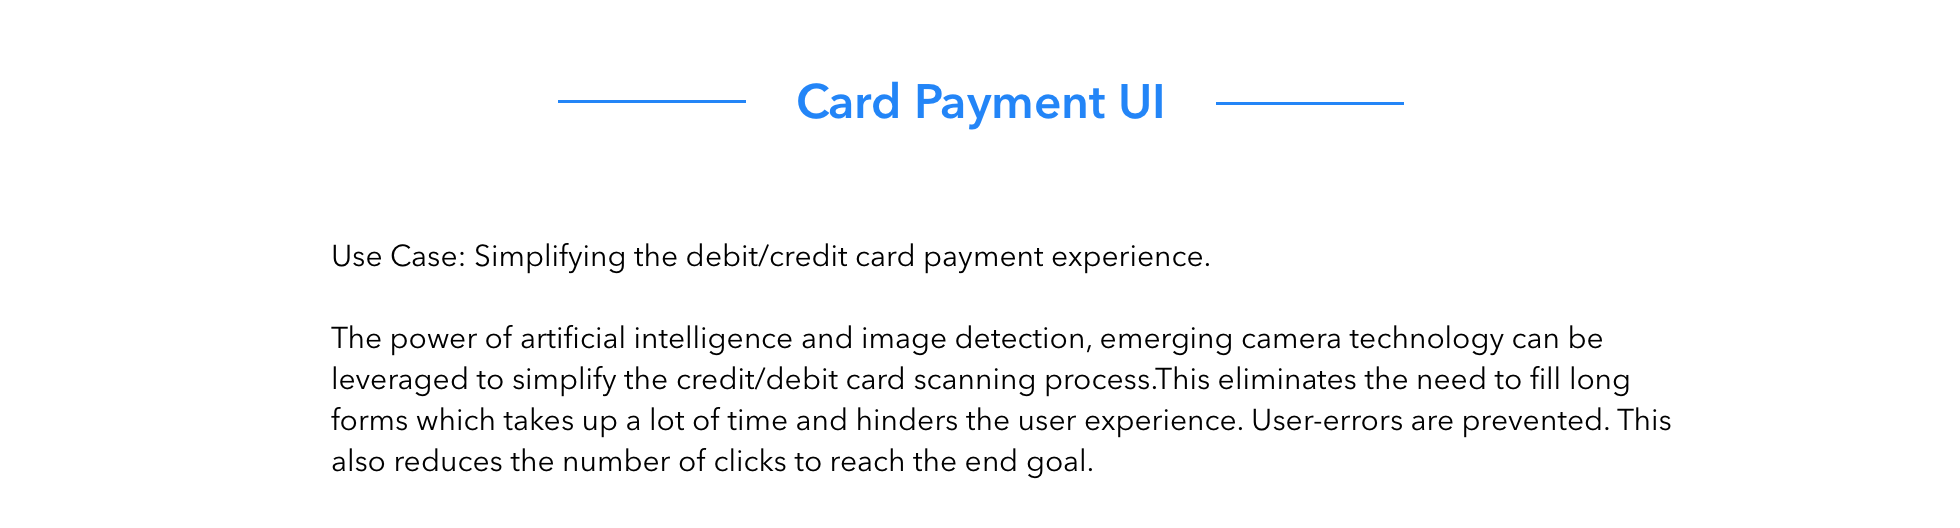 Card Payment UI
Use Case: Simplifying the debit/credit card payment experience.
The power of artificial intelligence and image detection, emerging camera technology can be
leveraged to simplify the credit/debit card scanning process.This eliminates the need to fill long
forms which takes up a lot of time and hinders the user experience. User-errors are prevented. This
also reduces the number of clicks to reach the end goal.